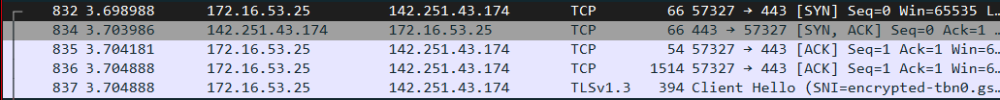 832 3.698988 172.16.53.25 142.251.43.174 TCP 66 57327 → 443 [SYN] Seq=0 Win=65535 L…
834 3.703986 142.251.43.174 172.16.53.25 TCP 66 443 → 57327 [SYN, ACK] Seq=0 Ack=1 …
835 3.704181 172.16.53.25 142.251.43.174 TCP 54 57327 → 443 [ACK] Seq=1 Ack=1 Win=6…
836 3.704888 172.16.53.25 142.251.43.174 TCP 1514 57327 → 443 [ACK] Seq=1 Ack=1 Win=6…
837 3.704888 172.16.53.25 142.251.43.174 TLSv1.3 394 Client Hello (SNI=encrypted-tbn0.gs…